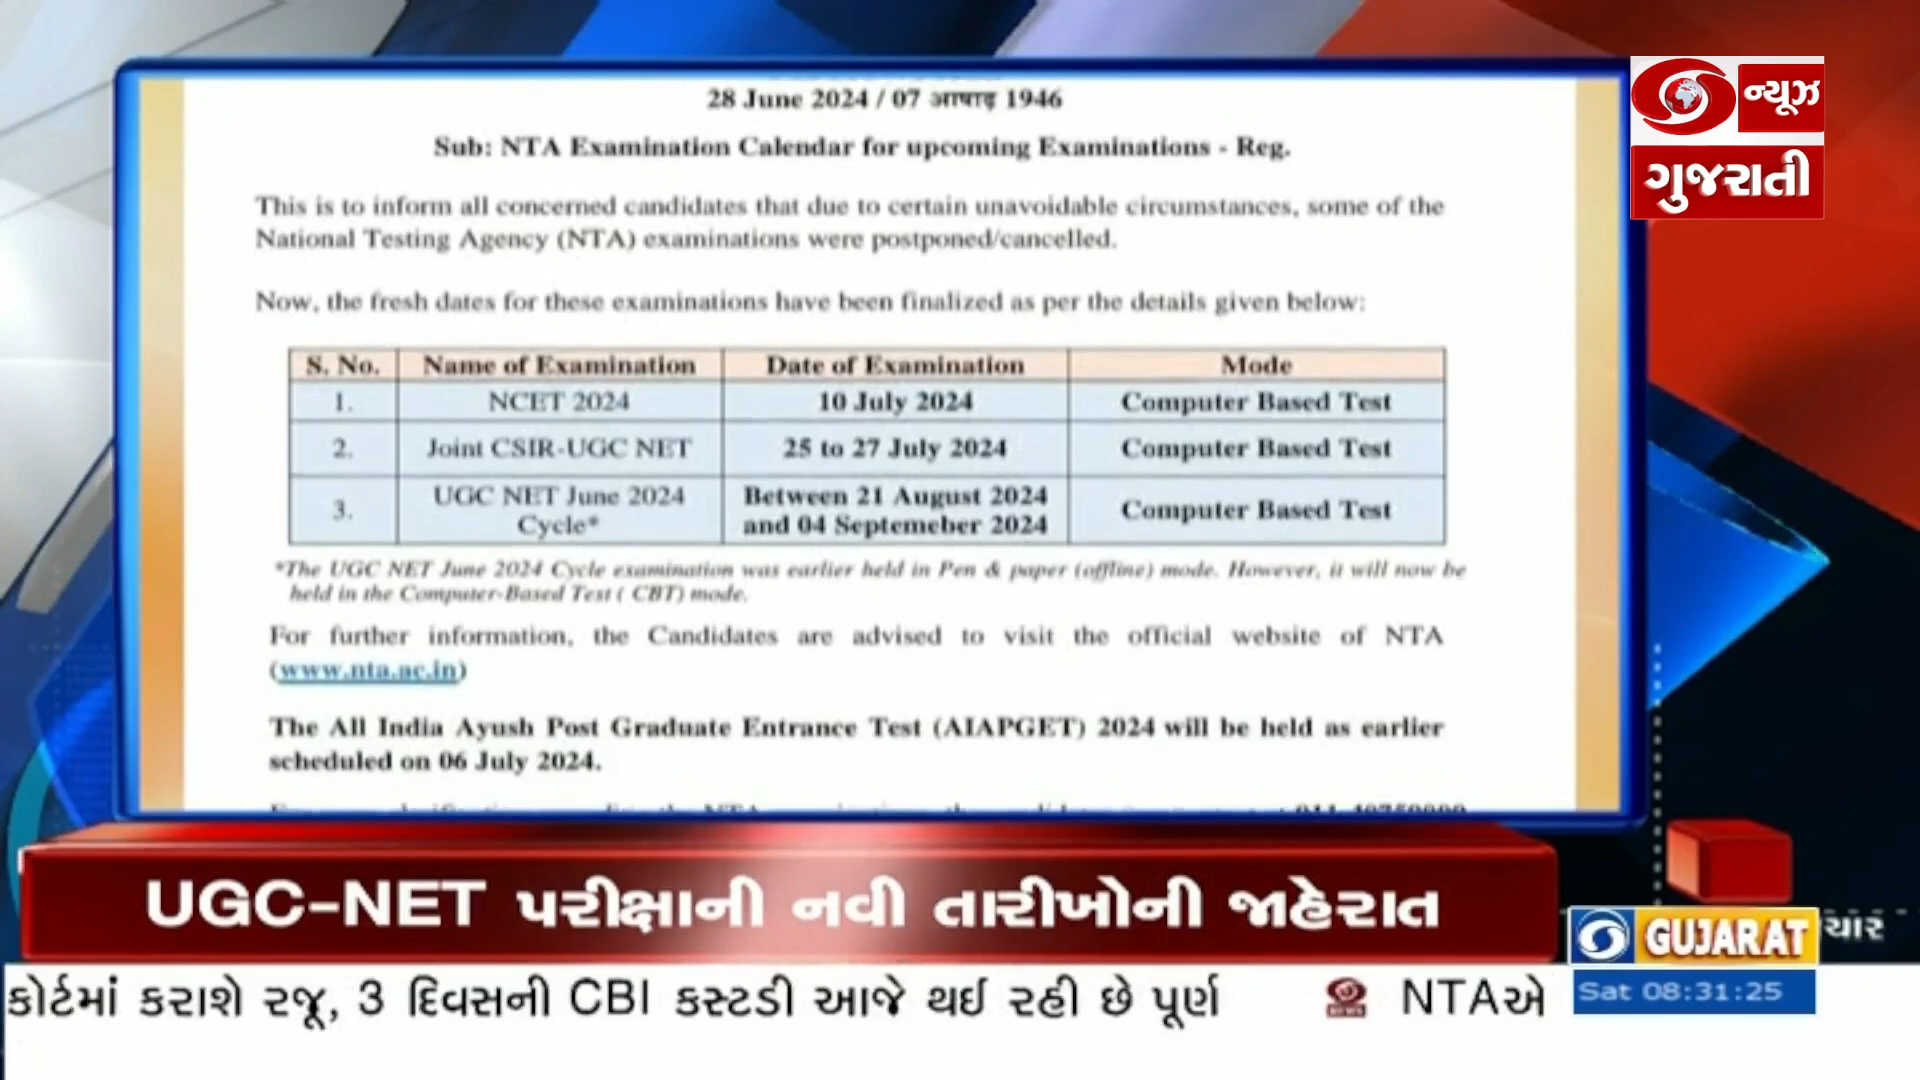 28 June 2024 / 07 आषाढ़ 1946
Sub: NTA Examination Calendar for upcoming Examinations - Reg.
This is to inform all concerned candidates that due to certain unavoidable circumstances, some of the
National Testing Agency (NTA) examinations were postponed/cancelled.
Now, the fresh dates for these examinations have been finalized as per the details given below:
S. No. Name of Examination Date of Examination Mode
1. NCET 2024 10 July 2024 Computer Based Test
2. Joint CSIR-UGC NET 25 to 27 July 2024 Computer Based Test
3. UGC NET June 2024 Cycle* Between 21 August 2024 and 04 Septemeber 2024 Computer Based Test
*The UGC NET June 2024 Cycle examination was earlier held in Pen & paper (offline) mode. However, it will now be
held in the Computer-Based Test ( CBT) mode.
For further information, the Candidates are advised to visit the official website of NTA
(www.nta.ac.in)
The All India Ayush Post Graduate Entrance Test (AIAPGET) 2024 will be held as earlier
scheduled on 06 July 2024.
ન્યૂઝ
ગુજરાતી
UGC-NET પરીક્ષાની નવી તારીખોની જાહેરાત
GUJARAT
ચાર
કોર્ટમાં કરાશે રજૂ, 3 દિવસની CBI કસ્ટડી આજે થઈ રહી છે પૂર્ણ NTAએ
Sat 08:31:25